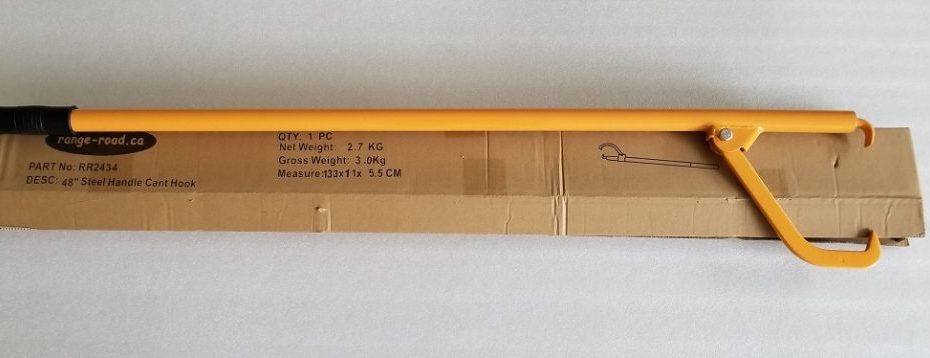 range-road.ca
PART No: RR2434
DESC: 48" Steel Handle Cant Hook
QTY: 1 PC
Net Weight: 2.7 KG
Gross Weight: 3.0Kg
Measure:133x11x 5.5 CM